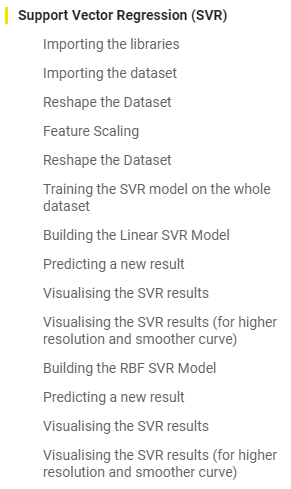 Support Vector Regression (SVR)
Importing the libraries
Importing the dataset
Reshape the Dataset
Feature Scaling
Reshape the Dataset
Training the SVR model on the whole
dataset
Building the Linear SVR Model
Predicting a new result
Visualising the SVR results
Visualising the SVR results (for higher
resolution and smoother curve)
Building the RBF SVR Model
Predicting a new result
Visualising the SVR results
Visualising the SVR results (for higher
resolution and smoother curve)